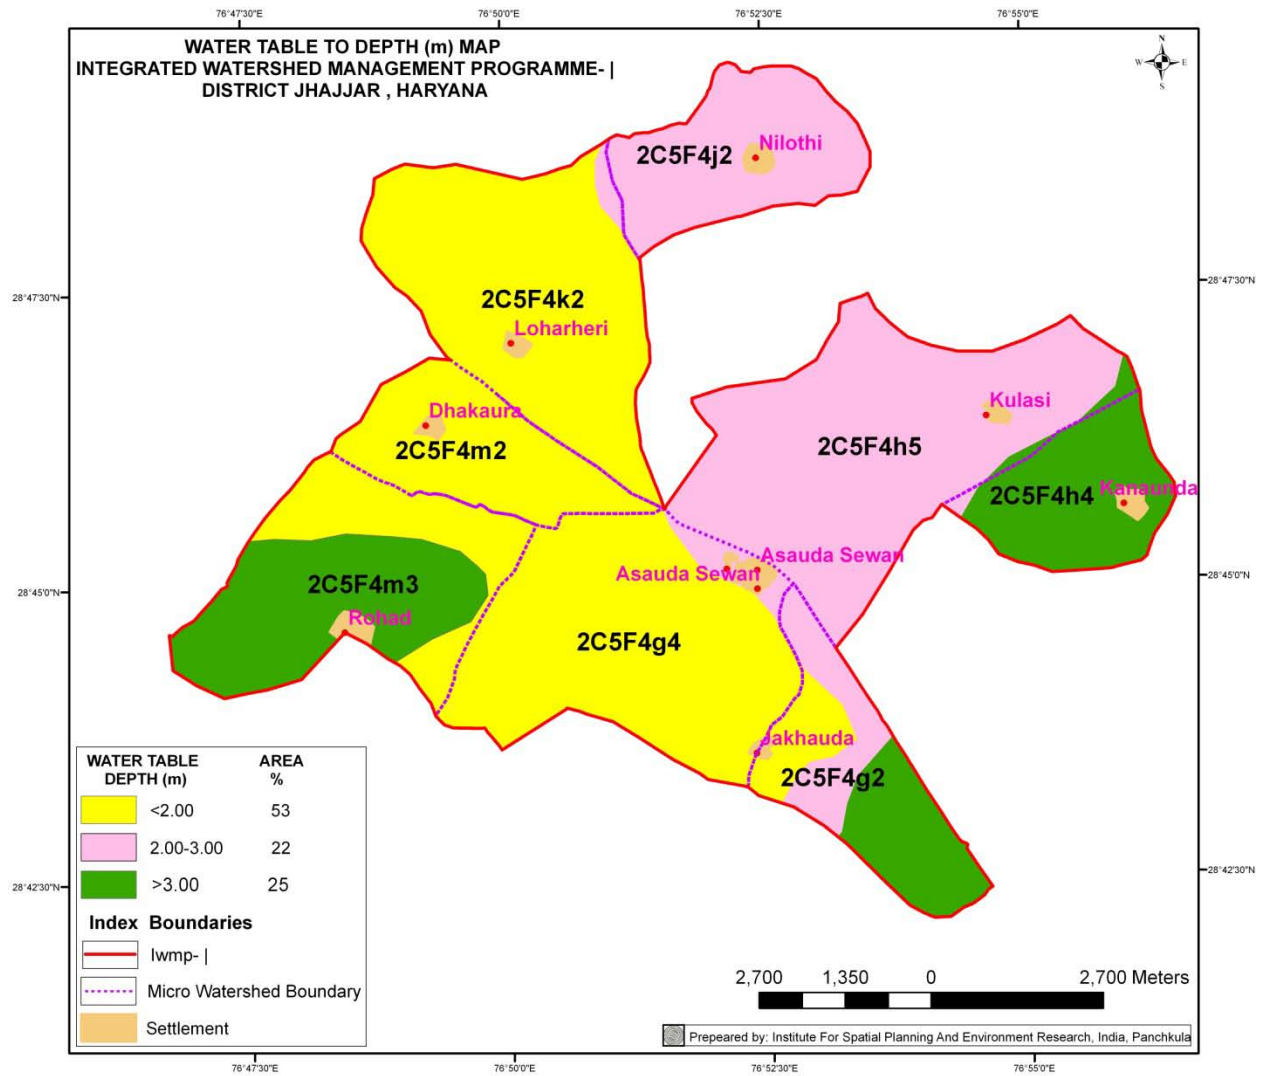 76°47'30"E
76°50'0"E
76°52'30"E
76°55'0"E
WATER TABLE TO DEPTH (m) MAP
INTEGRATED WATERSHED MANAGEMENT PROGRAMME- |
DISTRICT JHAJJAR , HARYANA
N
W
E
S
2C5F4j2
Nilothi
28°47'30"N
28°47'30"N
2C5F4k2
Loharheri
Dhakaura
2C5F4m2
Kulasi
2C5F4h5
2C5F4h4
Kanaunda
Asauda Sewan
Asauda Sewan
28°45'0"N
28°45'0"N
2C5F4m3
Rohad
2C5F4g4
Jakhauda
2C5F4g2
WATER TABLE AREA
DEPTH (m) %
<2.00 53
2.00-3.00 22
>3.00 25
28°42'30"N
28°42'30"N
Index Boundaries
Iwmp- |
Micro Watershed Boundary
Settlement
2,700 1,350 0 2,700 Meters
Prepeared by: Institute For Spatial Planning And Environment Research, India, Panchkula
76°47'30"E
76°50'0"E
76°52'30"E
76°55'0"E